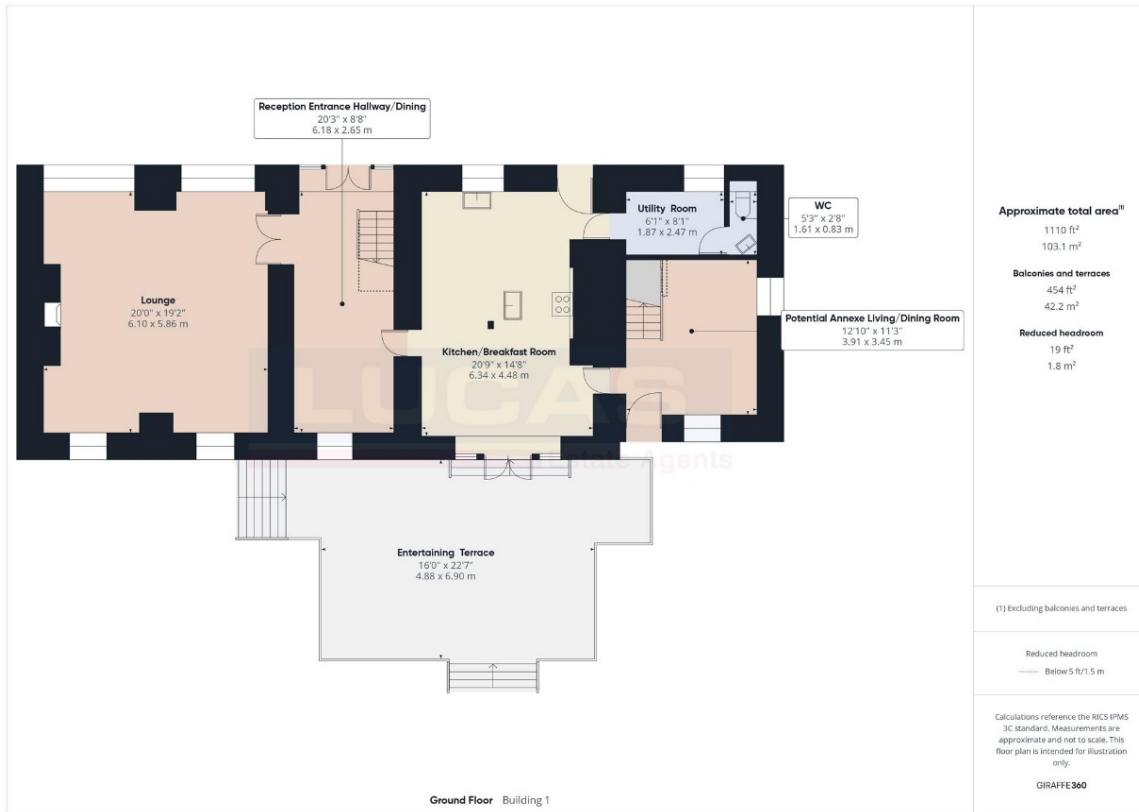 Reception Entrance Hallway/Dining
20'3" x 8'8"
6.18 x 2.65 m
Lounge
20'0" x 19'2"
6.10 x 5.86 m
Kitchen/Breakfast Room
20'9" x 14'8"
6.34 x 4.48 m
Utility Room
6'1" x 8'1"
1.87 x 2.47 m
WC
5'3" x 2'8"
1.61 x 0.83 m
Potential Annexe Living/Dining Room
12'10" x 11'3"
3.91 x 3.45 m
LUCAS
Estate Agents
Entertaining Terrace
16'0" x 22'7"
4.88 x 6.90 m
Ground Floor Building 1
Approximate total area(1)
1110 ft²
103.1 m²
Balconies and terraces
454 ft²
42.2 m²
Reduced headroom
19 ft²
1.8 m²
(1) Excluding balconies and terraces
Reduced headroom
Below 5 ft/1.5 m
Calculations reference the RICS IPMS
3C standard. Measurements are
approximate and not to scale. This
floor plan is intended for illustration
only.
GIRAFFE360